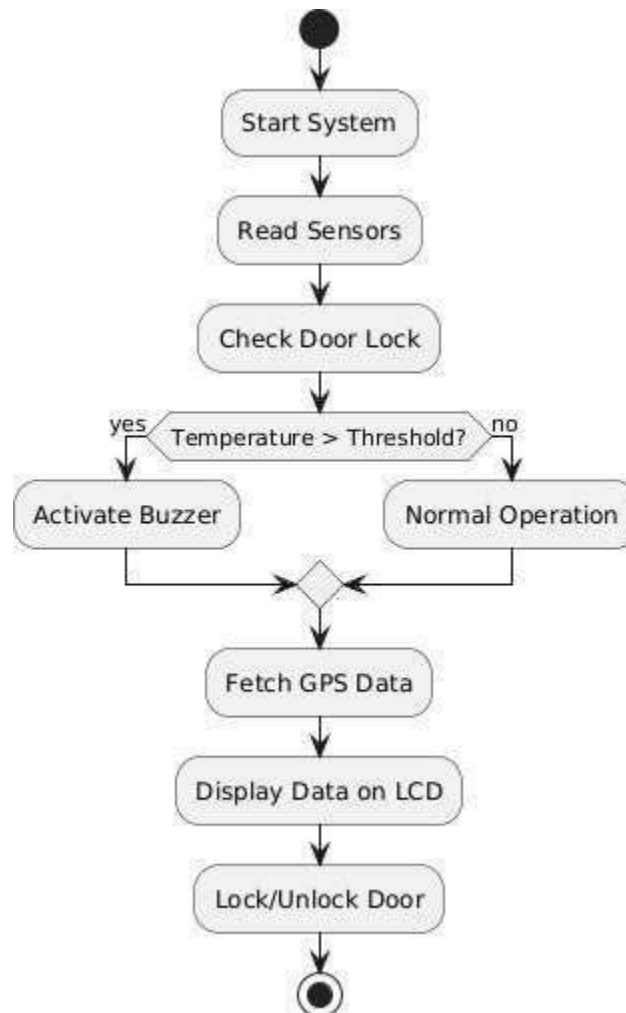 Start System
Read Sensors
Check Door Lock
yes
Temperature > Threshold?
no
Activate Buzzer
Normal Operation
Fetch GPS Data
Display Data on LCD
Lock/Unlock Door